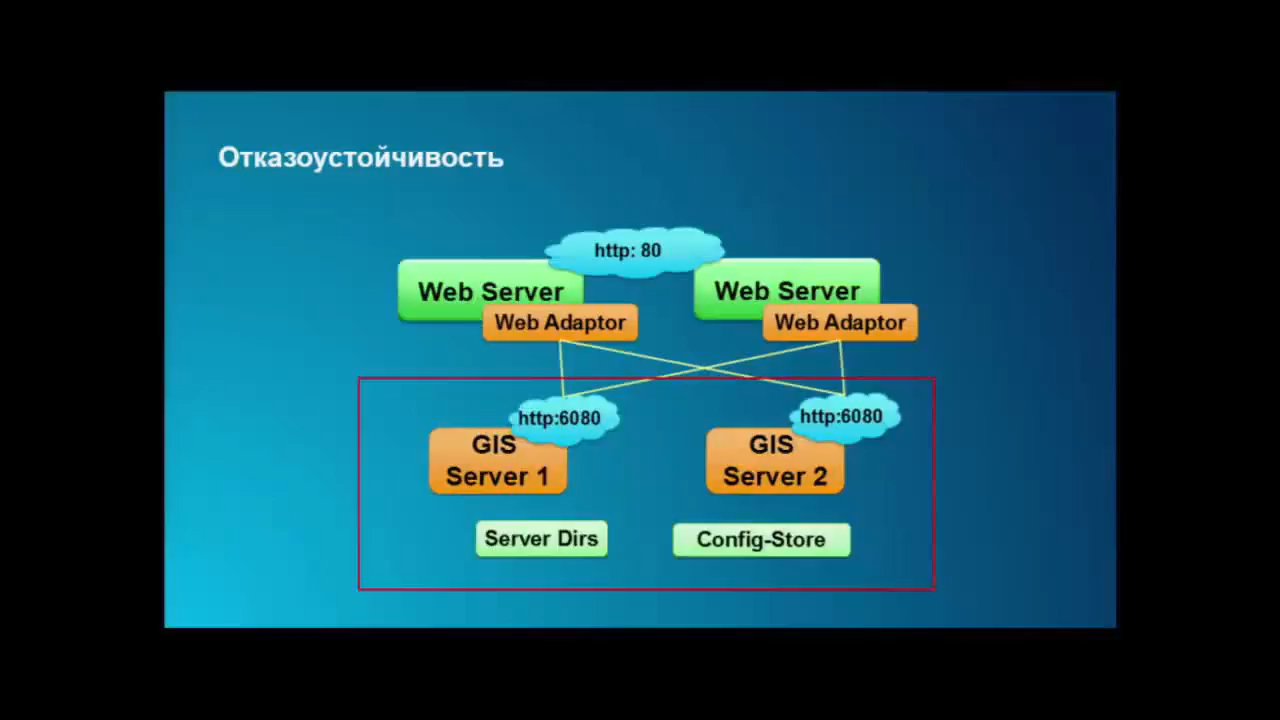 Отказоустойчивость
http: 80
Web Server
Web Server
Web Adaptor
Web Adaptor
http:6080
http:6080
GIS
Server 1
GIS
Server 2
Server Dirs
Config-Store